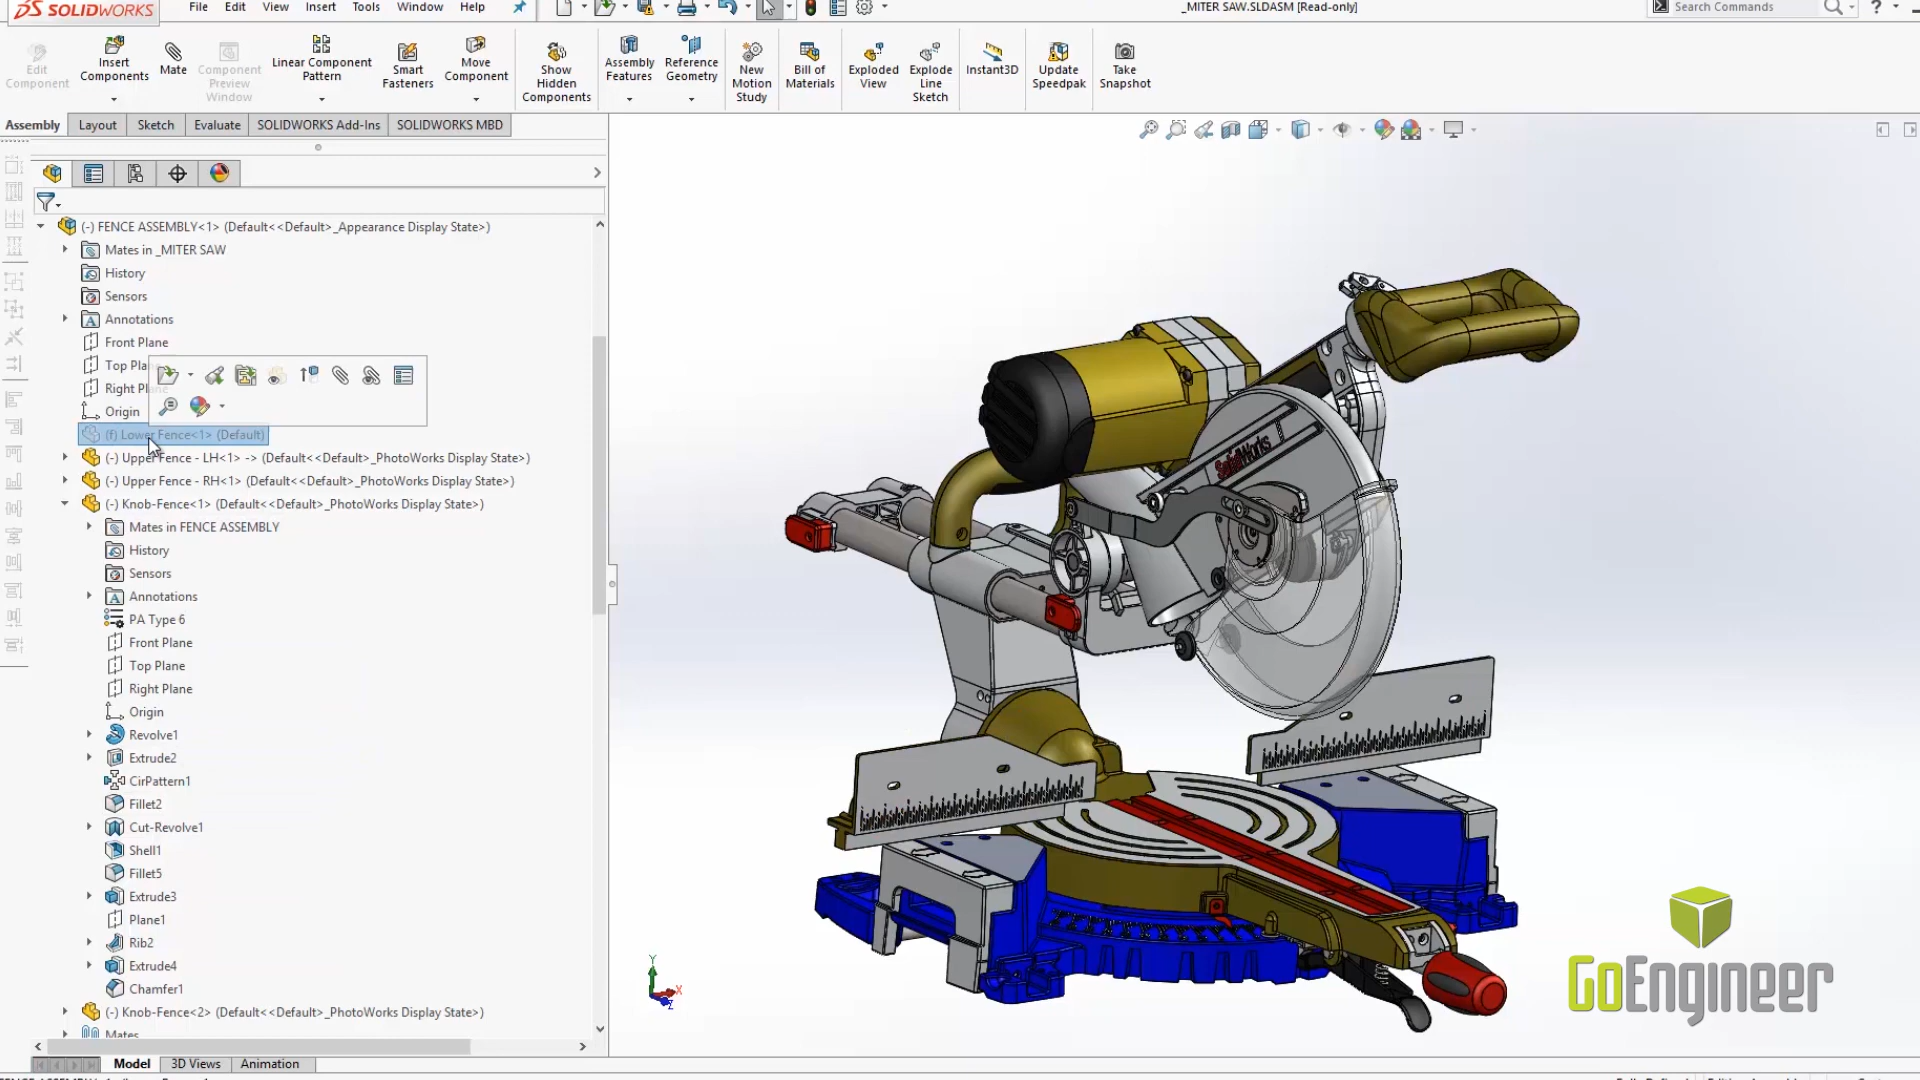 SOLIDWORKS
File Edit View Insert Tools Window Help
_MITER SAW.SLDASM [Read-only]
Search Commands
Edit Component
Insert Components
Mate
Component Preview Window
Linear Component Pattern
Smart Fasteners
Move Component
Show Hidden Components
Assembly Features
Reference Geometry
New Motion Study
Bill of Materials
Exploded View
Explode Line Sketch
Instant3D
Update Speedpak
Take Snapshot
Assembly Layout Sketch Evaluate SOLIDWORKS Add-Ins SOLIDWORKS MBD
(-) FENCE ASSEMBLY<1> (Default<<Default>_Appearance Display State>)
Mates in _MITER SAW
History
Sensors
Annotations
Front Plane
Top Pla
Right Pl
Origin
(f) Lower Fence<1> (Default)
(-) Upper Fence - LH<1> -> (Default<<Default>_PhotoWorks Display State>)
(-) Upper Fence - RH<1> (Default<<Default>_PhotoWorks Display State>)
(-) Knob-Fence<1> (Default<<Default>_PhotoWorks Display State>)
Mates in FENCE ASSEMBLY
History
Sensors
Annotations
PA Type 6
Front Plane
Top Plane
Right Plane
Origin
Revolve1
Extrude2
CirPattern1
Fillet2
Cut-Revolve1
Shell1
Fillet5
Extrude3
Plane1
Rib2
Extrude4
Chamfer1
(-) Knob-Fence<2> (Default<<Default>_PhotoWorks Display State>)
Mates
Model 3D Views Animation
SolidWorks
Y
X
Z
GoEngineer